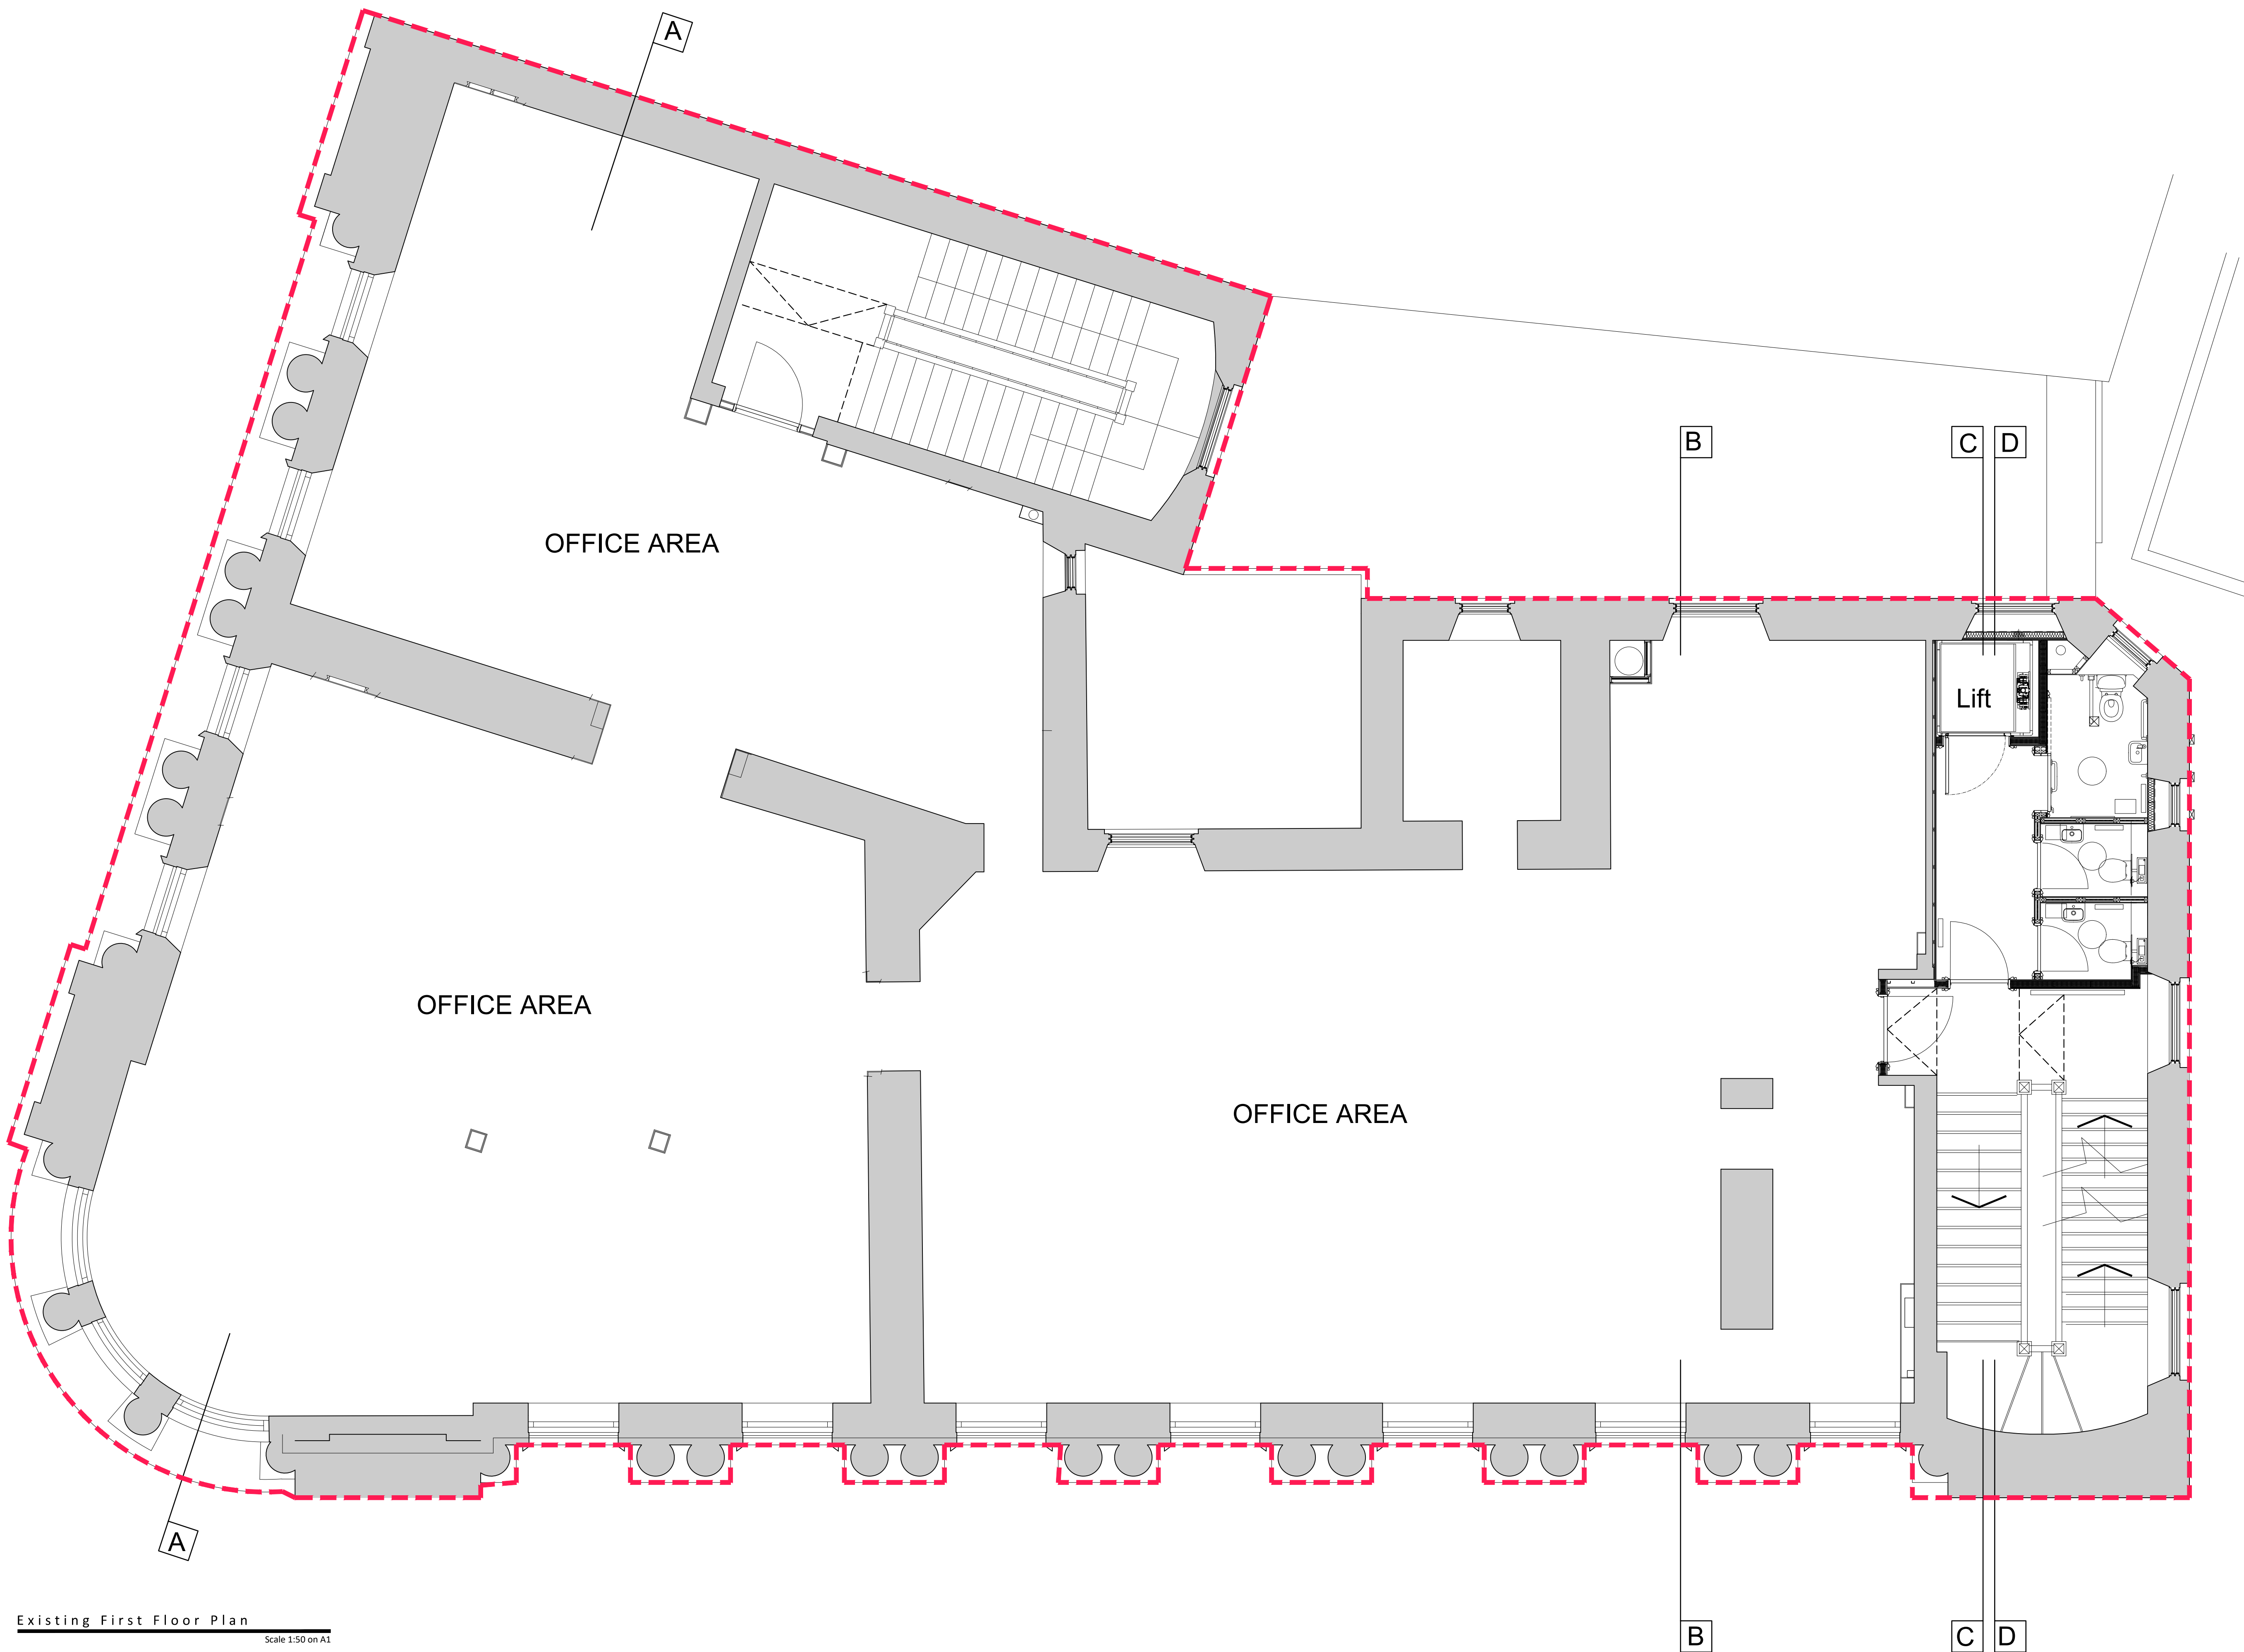 A
B
C D
OFFICE AREA
Lift
OFFICE AREA
OFFICE AREA
A
Existing First Floor Plan
Scale 1:50 on A1
B
C D